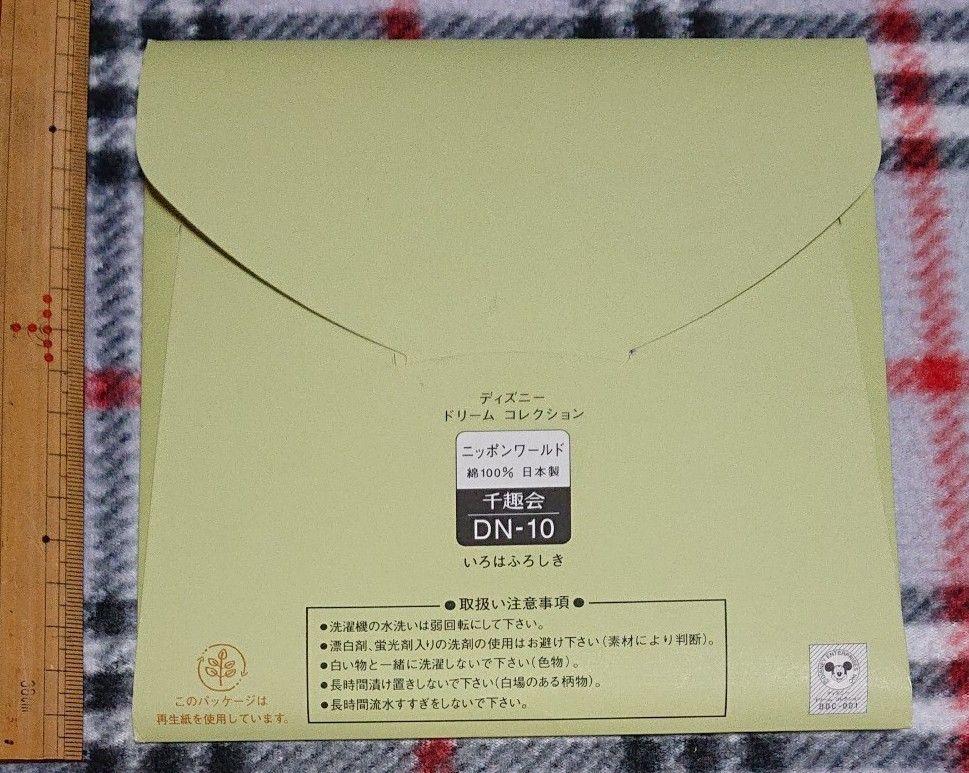 ディズニー
ドリーム コレクション
ニッポンワールド
綿100% 日本製
千趣会
DN-10
いろはふろしき
●取扱い注意事項●
●洗濯機の水洗いは弱回転にして下さい。
●漂白剤、蛍光剤入りの洗剤の使用はお避け下さい(素材により判断)。
●白い物と一緒に洗濯しないで下さい(色物)。
●長時間漬け置きしないで下さい(白場のある柄物)。
●長時間流水すすぎをしないで下さい。
このパッケージは
再生紙を使用しています。
DDC-001